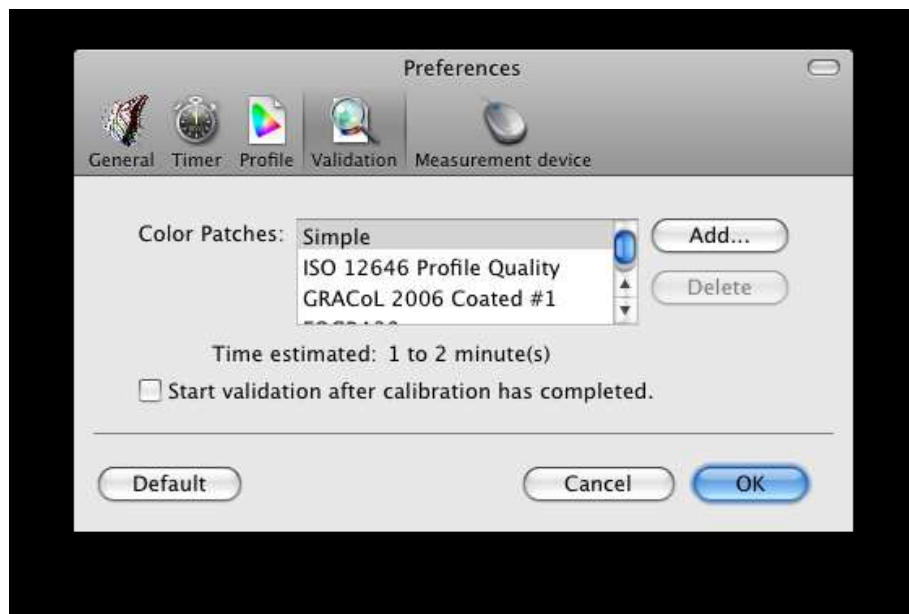 Preferences
General Timer Profile Validation Measurement device
Color Patches: Simple Add...
ISO 12646 Profile Quality
GRACoL 2006 Coated #1 Delete
Time estimated: 1 to 2 minute(s)
Start validation after calibration has completed.
Default Cancel OK